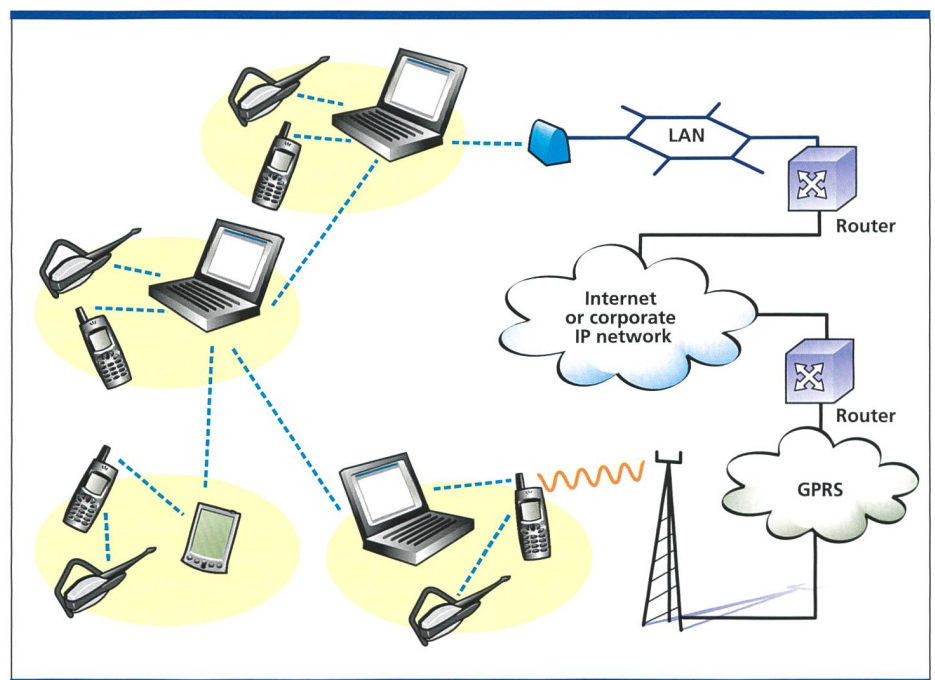 LAN
Router
Internet
or corporate
IP network
Router
GPRS